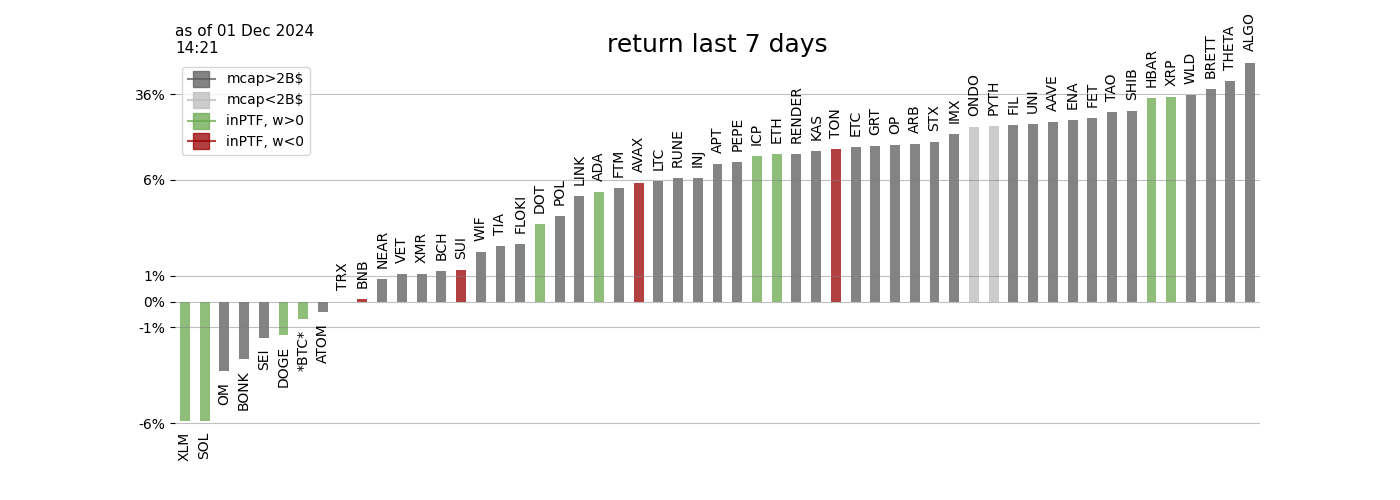 as of 01 Dec 2024
14:21
return last 7 days
mcap>2B$
mcap<2B$
inPTF, w>0
inPTF, w<0
36%
6%
1%
0%
-1%
-6%
XLM
SOL
OM
BONK
SEI
DOGE
*BTC*
ATOM
TRX
BNB
NEAR
VET
XMR
BCH
SUI
WIF
TIA
FLOKI
DOT
POL
LINK
ADA
FTM
AVAX
LTC
RUNE
INJ
APT
PEPE
ICP
ETH
RENDER
KAS
TON
ETC
GRT
OP
ARB
STX
IMX
ONDO
PYTH
FIL
UNI
AAVE
ENA
FET
TAO
SHIB
HBAR
XRP
WLD
BRETT
THETA
ALGO